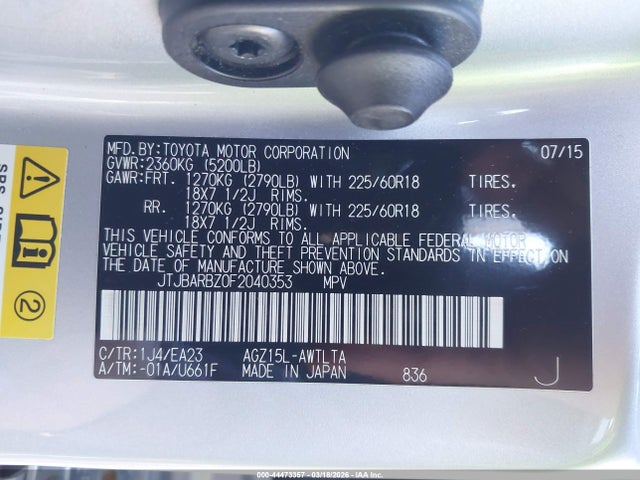 MFD.BY:TOYOTA MOTOR CORPORATION 07/15
GVWR:2360KG (5200LB)
GAWR:FRT. 1270KG (2790LB) WITH 225/60R18 TIRES.
18X7 1/2J RIMS.
RR. 1270KG (2790LB) WITH 225/60R18 TIRES.
18X7 1/2J RIMS.
THIS VEHICLE CONFORMS TO ALL APPLICABLE FEDERAL MOTOR
VEHICLE SAFETY AND THEFT PREVENTION STANDARDS IN EFFECT ON
THE DATE OF MANUFACTURE SHOWN ABOVE.
JTJBARBZ0F2040353 MPV
C/TR:1J4/EA23 AGZ15L-AWTLTA
A/TM:-01A/U661F MADE IN JAPAN 836 J
2
000-44473357 - 03/18/2026 - IAA Inc.